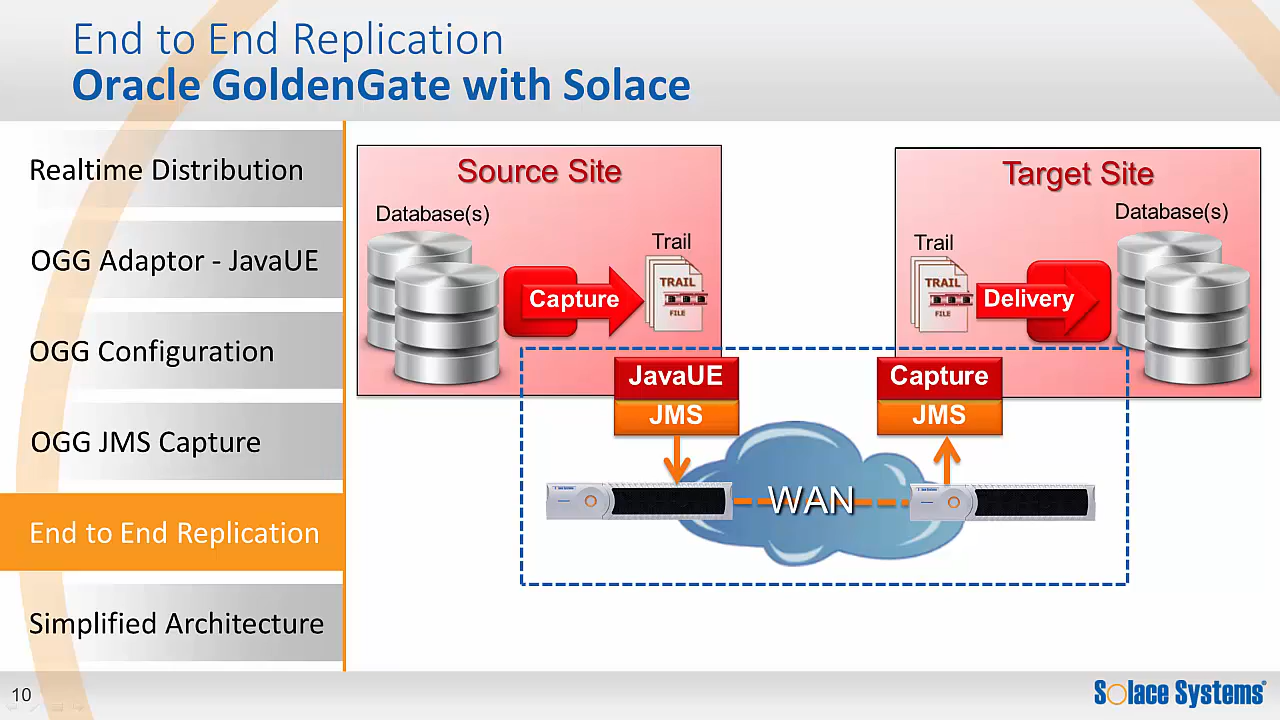 End to End Replication
Oracle GoldenGate with Solace
Realtime Distribution
OGG Adaptor - JavaUE
OGG Configuration
OGG JMS Capture
End to End Replication
Simplified Architecture
Source Site
Database(s)
Trail
Capture
TRAIL
FILE
JavaUE
JMS
Target Site
Database(s)
Trail
TRAIL
FILE
Delivery
Capture
JMS
WAN
10
Solace Systems